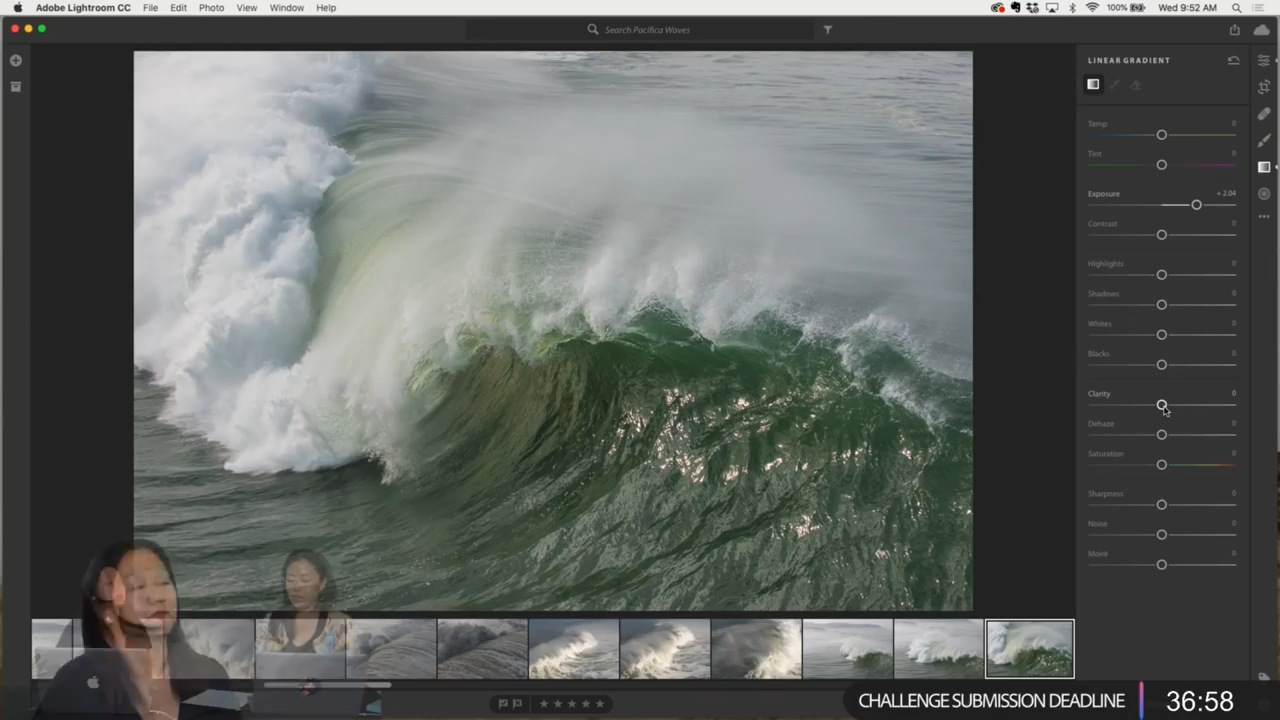 Adobe Lightroom CC File Edit Photo View Window Help 100% Wed 9:52 AM
Search Pacifica Waves
LINEAR GRADIENT
Temp 0
Tint 0
Exposure + 2.04
Contrast 0
Highlights 0
Shadows 0
Whites 0
Blacks 0
Clarity 0
Dehaze 0
Saturation 0
Sharpness 0
Noise 0
Moiré 0
CHALLENGE SUBMISSION DEADLINE 36:58